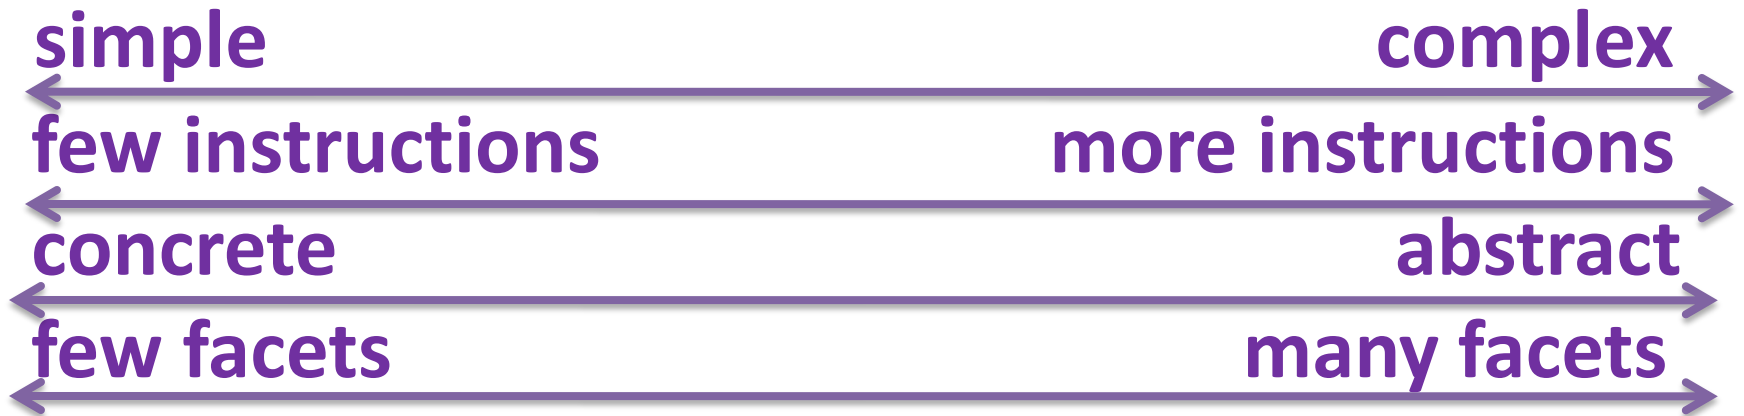 simple complex
few instructions more instructions
concrete abstract
few facets many facets